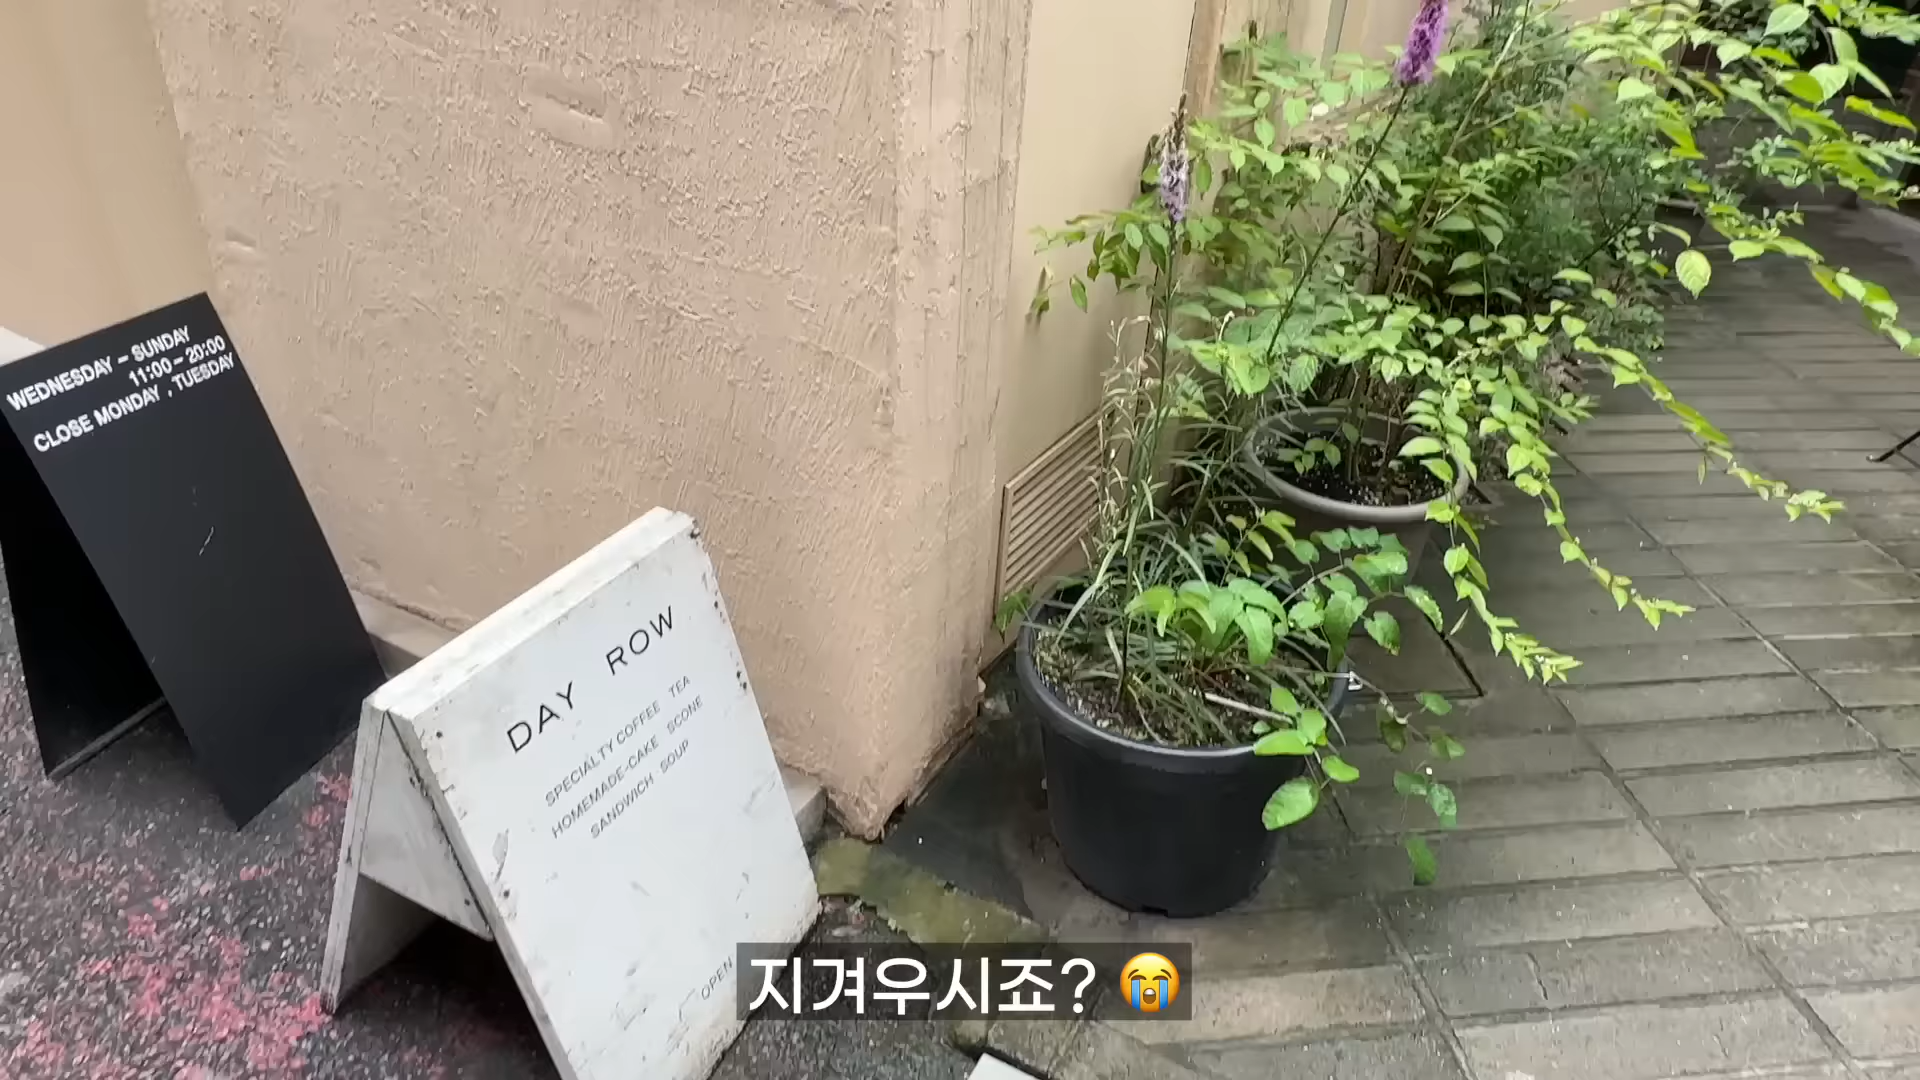 WEDNESDAY – SUNDAY
11:00 – 20:00
CLOSE MONDAY , TUESDAY
DAY ROW
SPECIALTY COFFEE TEA
HOMEMADE-CAKE SCONE
SANDWICH SOUP
OPEN
지겨우시죠? 😭